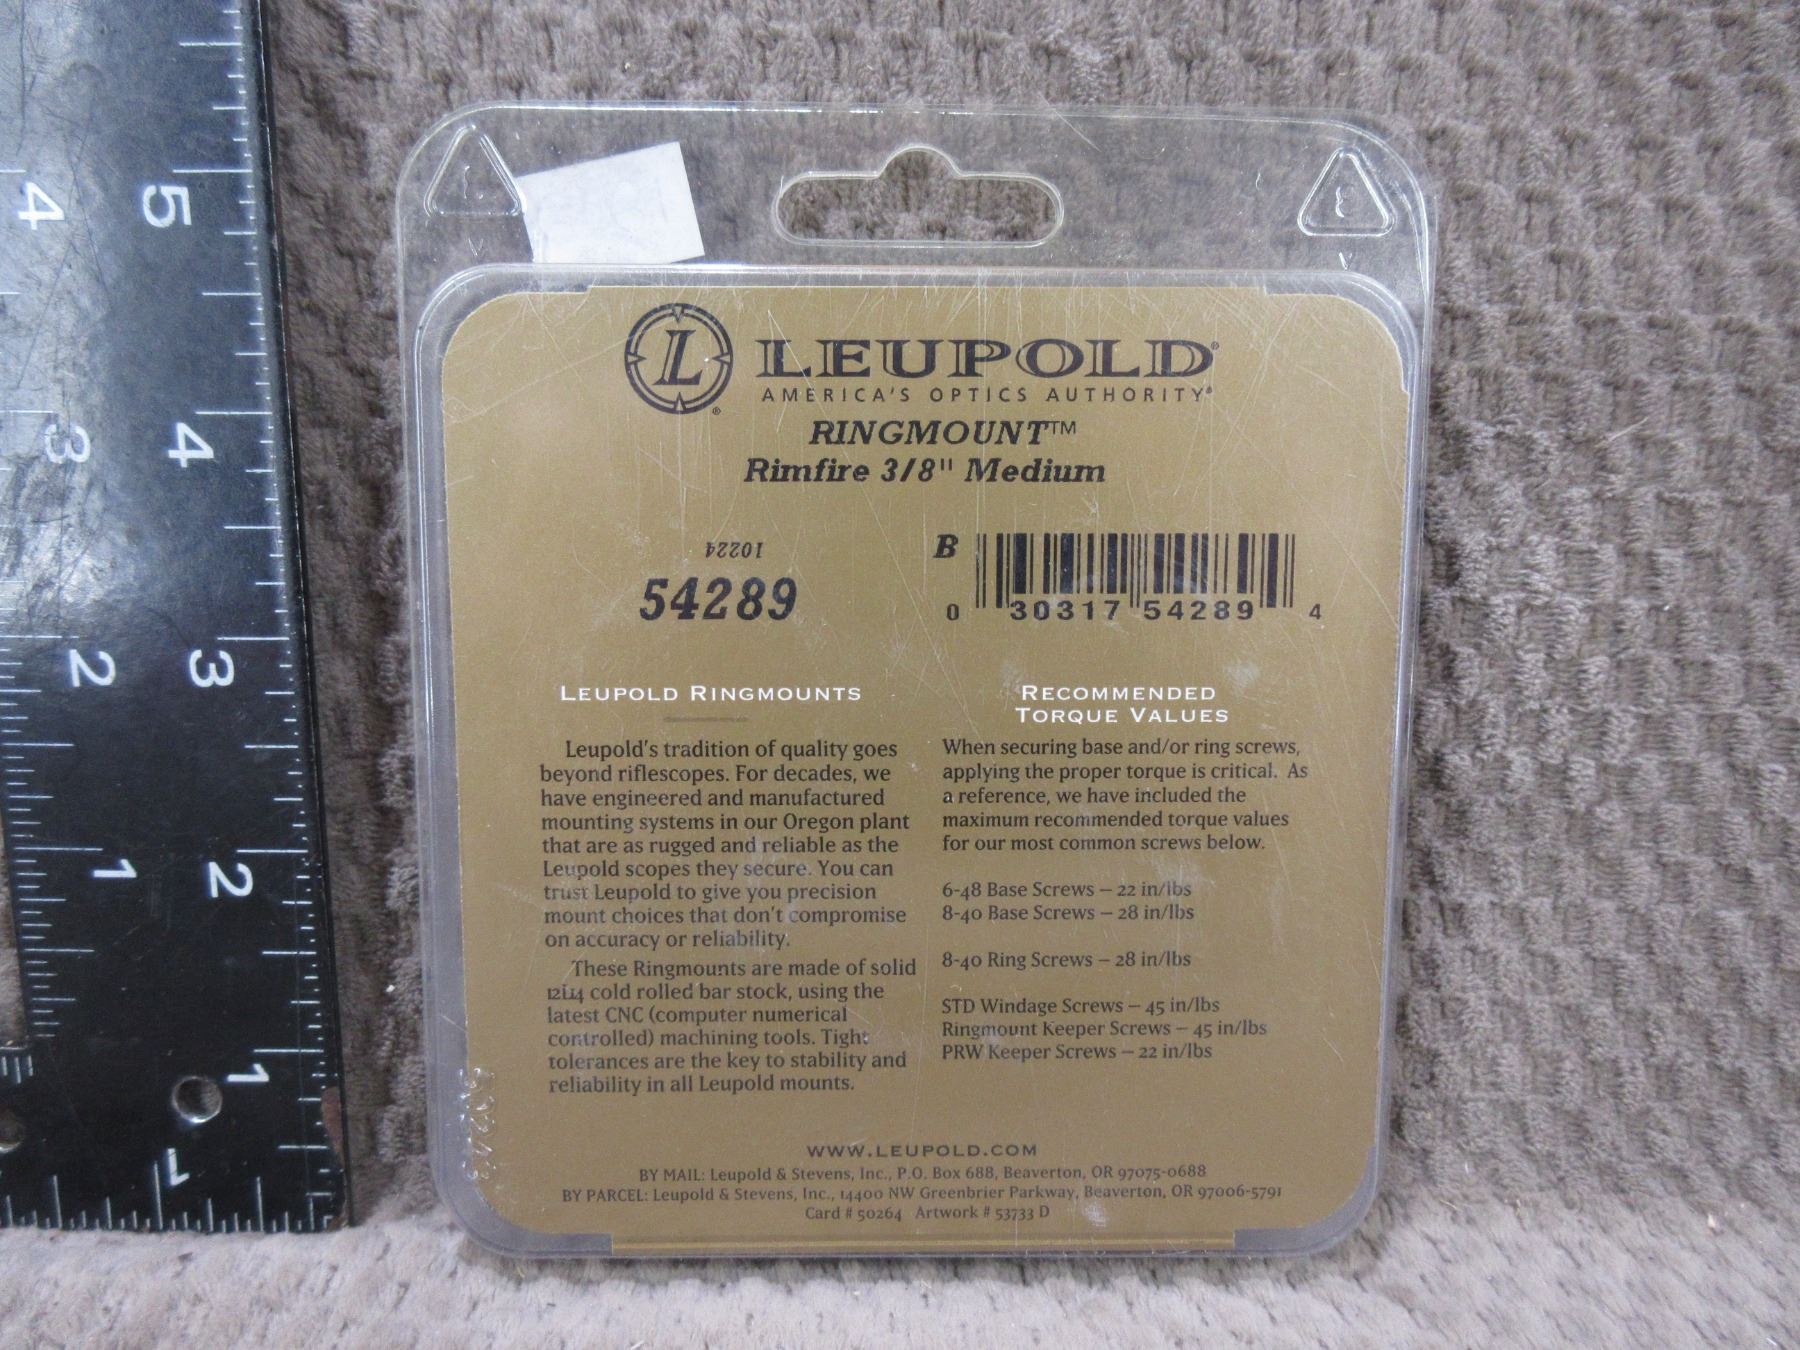 L
LEUPOLD®
AMERICA'S OPTICS AUTHORITY®
RINGMOUNT™
Rimfire 3/8" Medium
10224
54289
B
0 30317 54289 4
LEUPOLD RINGMOUNTS
Leupold's tradition of quality goes
beyond riflescopes. For decades, we
have engineered and manufactured
mounting systems in our Oregon plant
that are as rugged and reliable as the
Leupold scopes they secure. You can
trust Leupold to give you precision
mount choices that don't compromise
on accuracy or reliability.
These Ringmounts are made of solid
12L14 cold rolled bar stock, using the
latest CNC (computer numerical
controlled) machining tools. Tight
tolerances are the key to stability and
reliability in all Leupold mounts.
RECOMMENDED
TORQUE VALUES
When securing base and/or ring screws,
applying the proper torque is critical. As
a reference, we have included the
maximum recommended torque values
for our most common screws below.
6-48 Base Screws – 22 in/lbs
8-40 Base Screws – 28 in/lbs
8-40 Ring Screws – 28 in/lbs
STD Windage Screws – 45 in/lbs
Ringmount Keeper Screws – 45 in/lbs
PRW Keeper Screws – 22 in/lbs
WWW.LEUPOLD.COM
BY MAIL: Leupold & Stevens, Inc., P.O. Box 688, Beaverton, OR 97075-0688
BY PARCEL: Leupold & Stevens, Inc., 14400 NW Greenbrier Parkway, Beaverton, OR 97006-5791
Card # 50264 Artwork # 53733 D
4 5
3 4
2 3
1 2
1
1